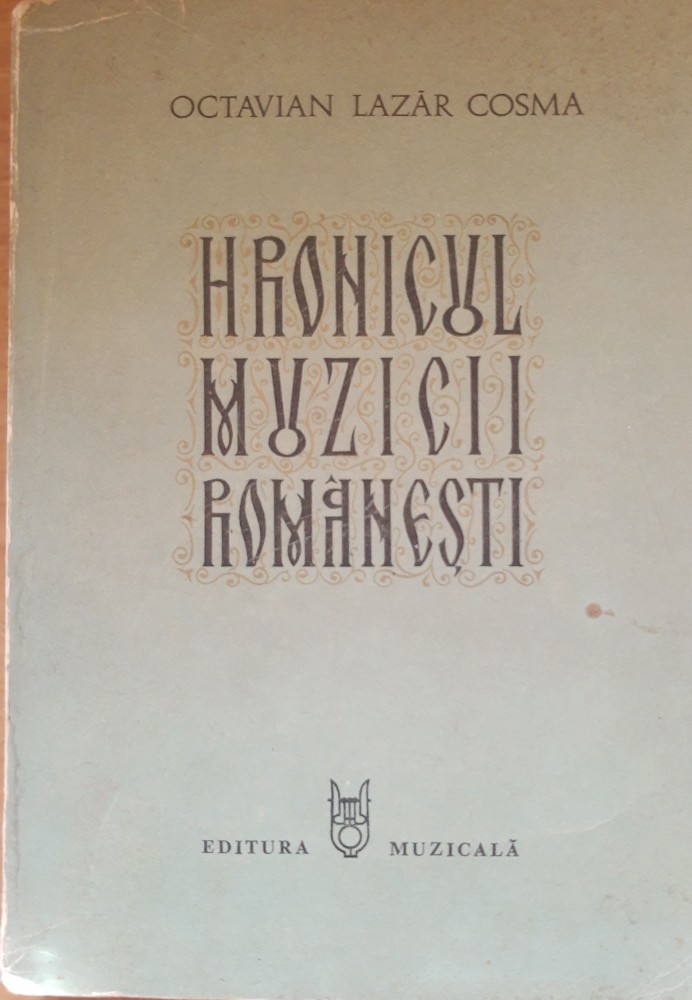 OCTAVIAN LAZĂR COSMA
HRONICUL
MUZICII
ROMÂNEȘTI
EDITURA MUZICALĂ